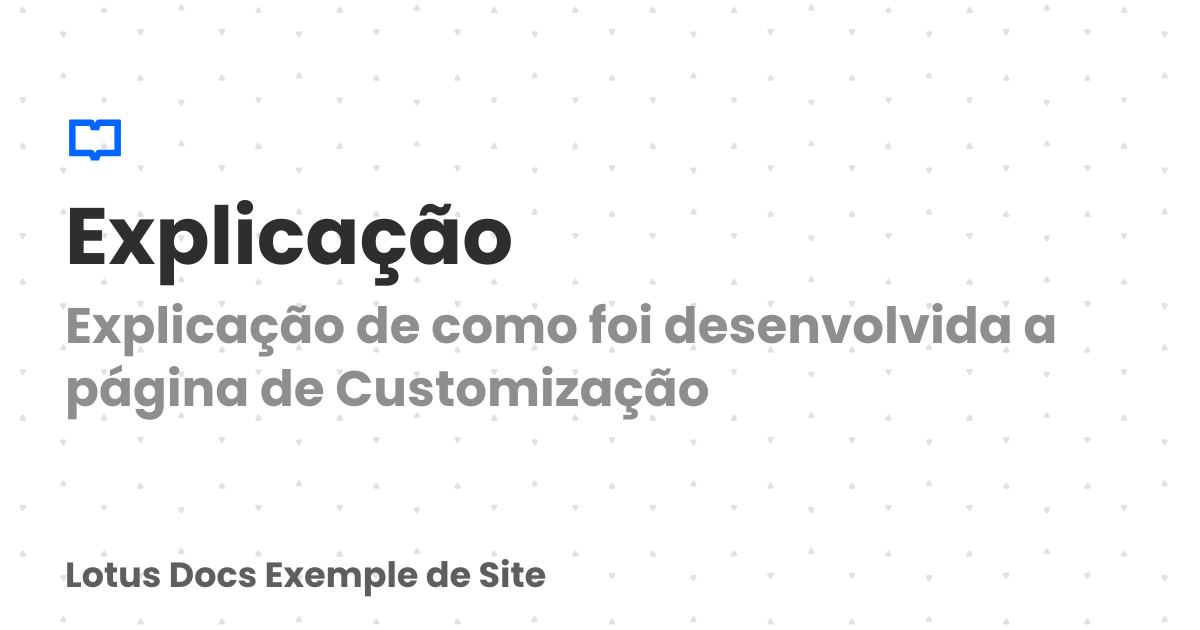 Explicação
Explicação de como foi desenvolvida a
página de Customização
Lotus Docs Exemple de Site